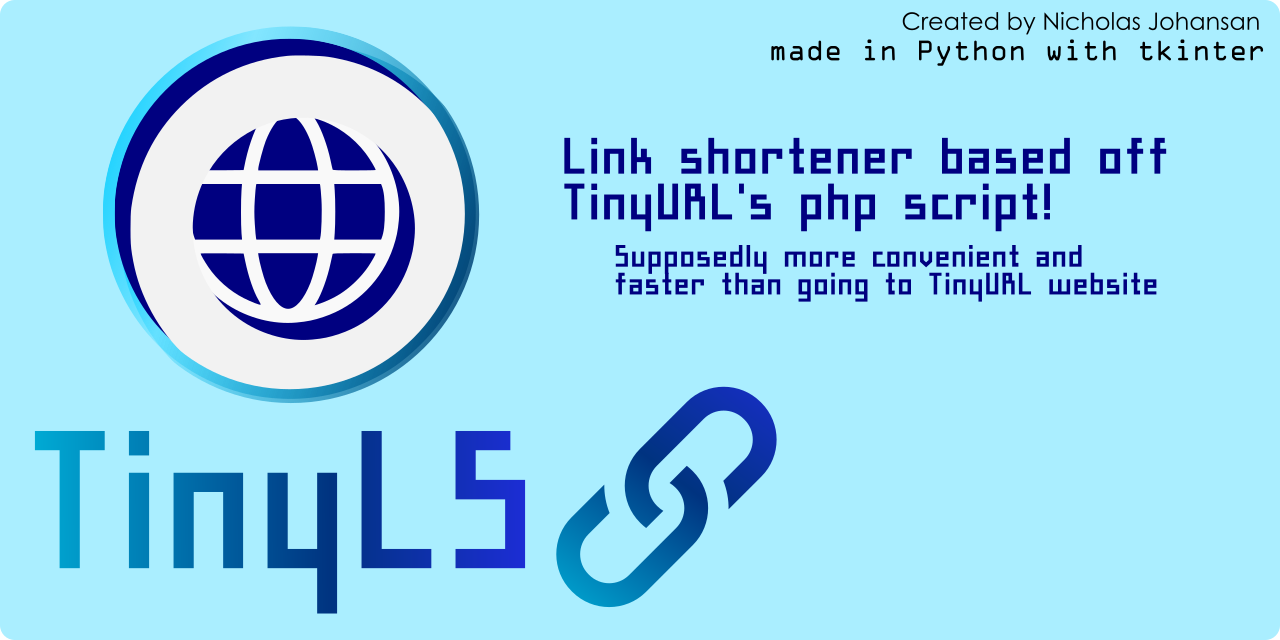 Created by Nicholas Johansan
made in Python with tkinter
Link shortener based off
TinyURL's php script!
Supposedly more convenient and
faster than going to TinyURL website
TinyLS